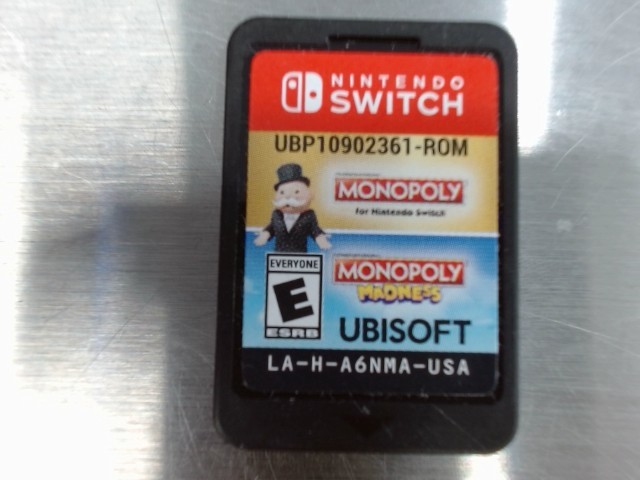 NINTENDO
SWITCH
UBP10902361-ROM
MONOPOLY
for Nintendo Switch
MONOPOLY
MADNESS
EVERYONE
E
ESRB
UBISOFT
LA-H-A6NMA-USA